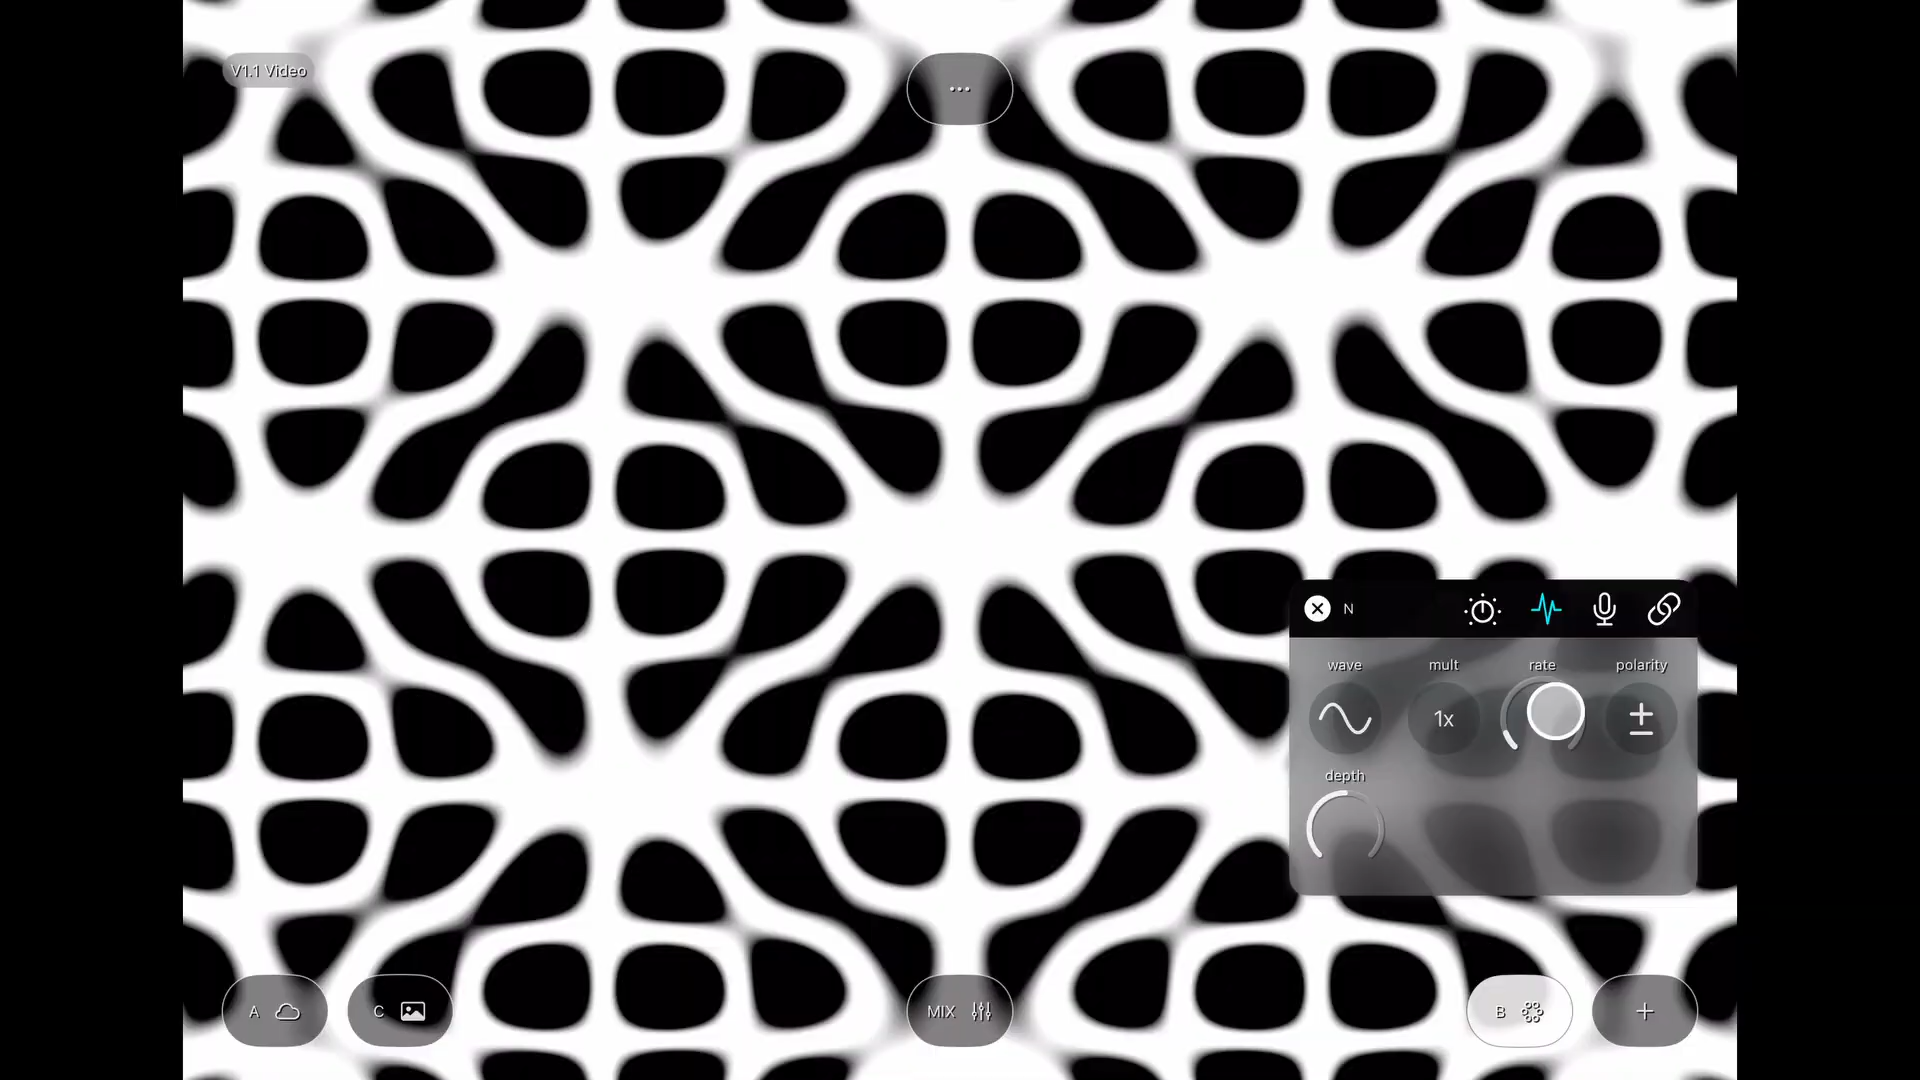 V1.1 Video
...
N
wave mult rate polarity
1x
depth
A
C
MIX
B
+